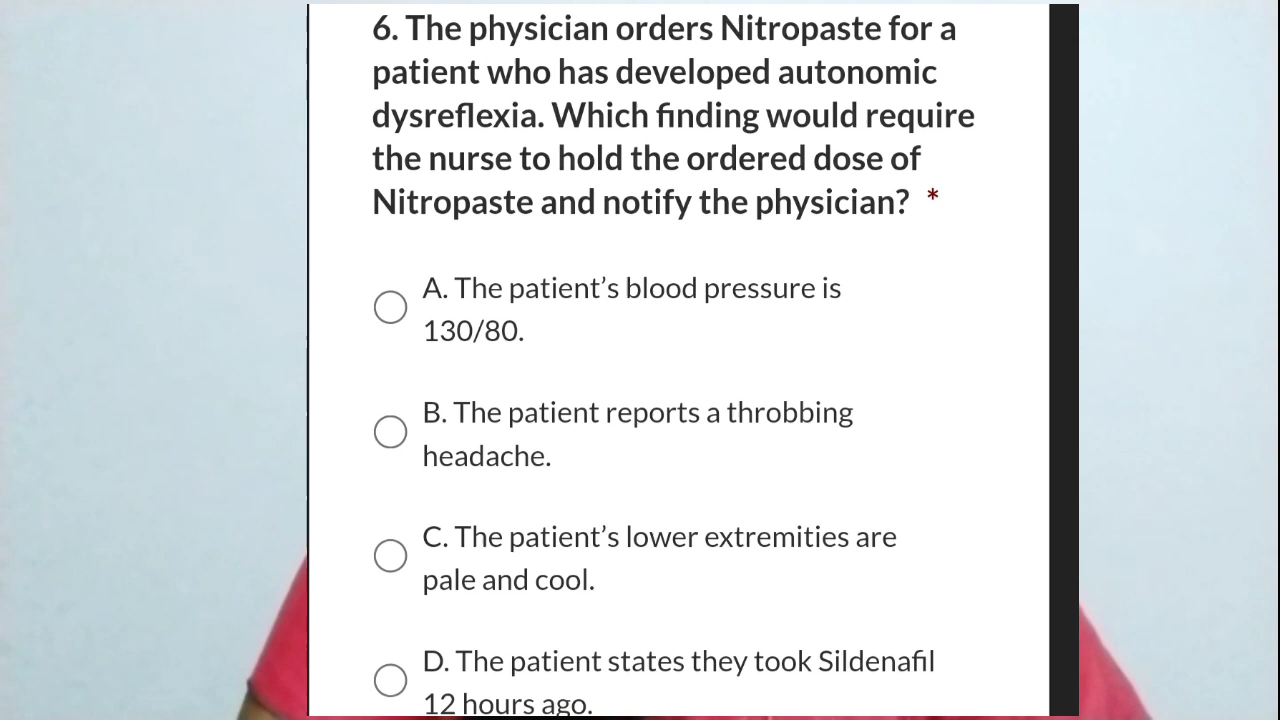 6. The physician orders Nitropaste for a
patient who has developed autonomic
dysreflexia. Which finding would require
the nurse to hold the ordered dose of
Nitropaste and notify the physician? *
A. The patient’s blood pressure is
130/80.
B. The patient reports a throbbing
headache.
C. The patient’s lower extremities are
pale and cool.
D. The patient states they took Sildenafil
12 hours ago.